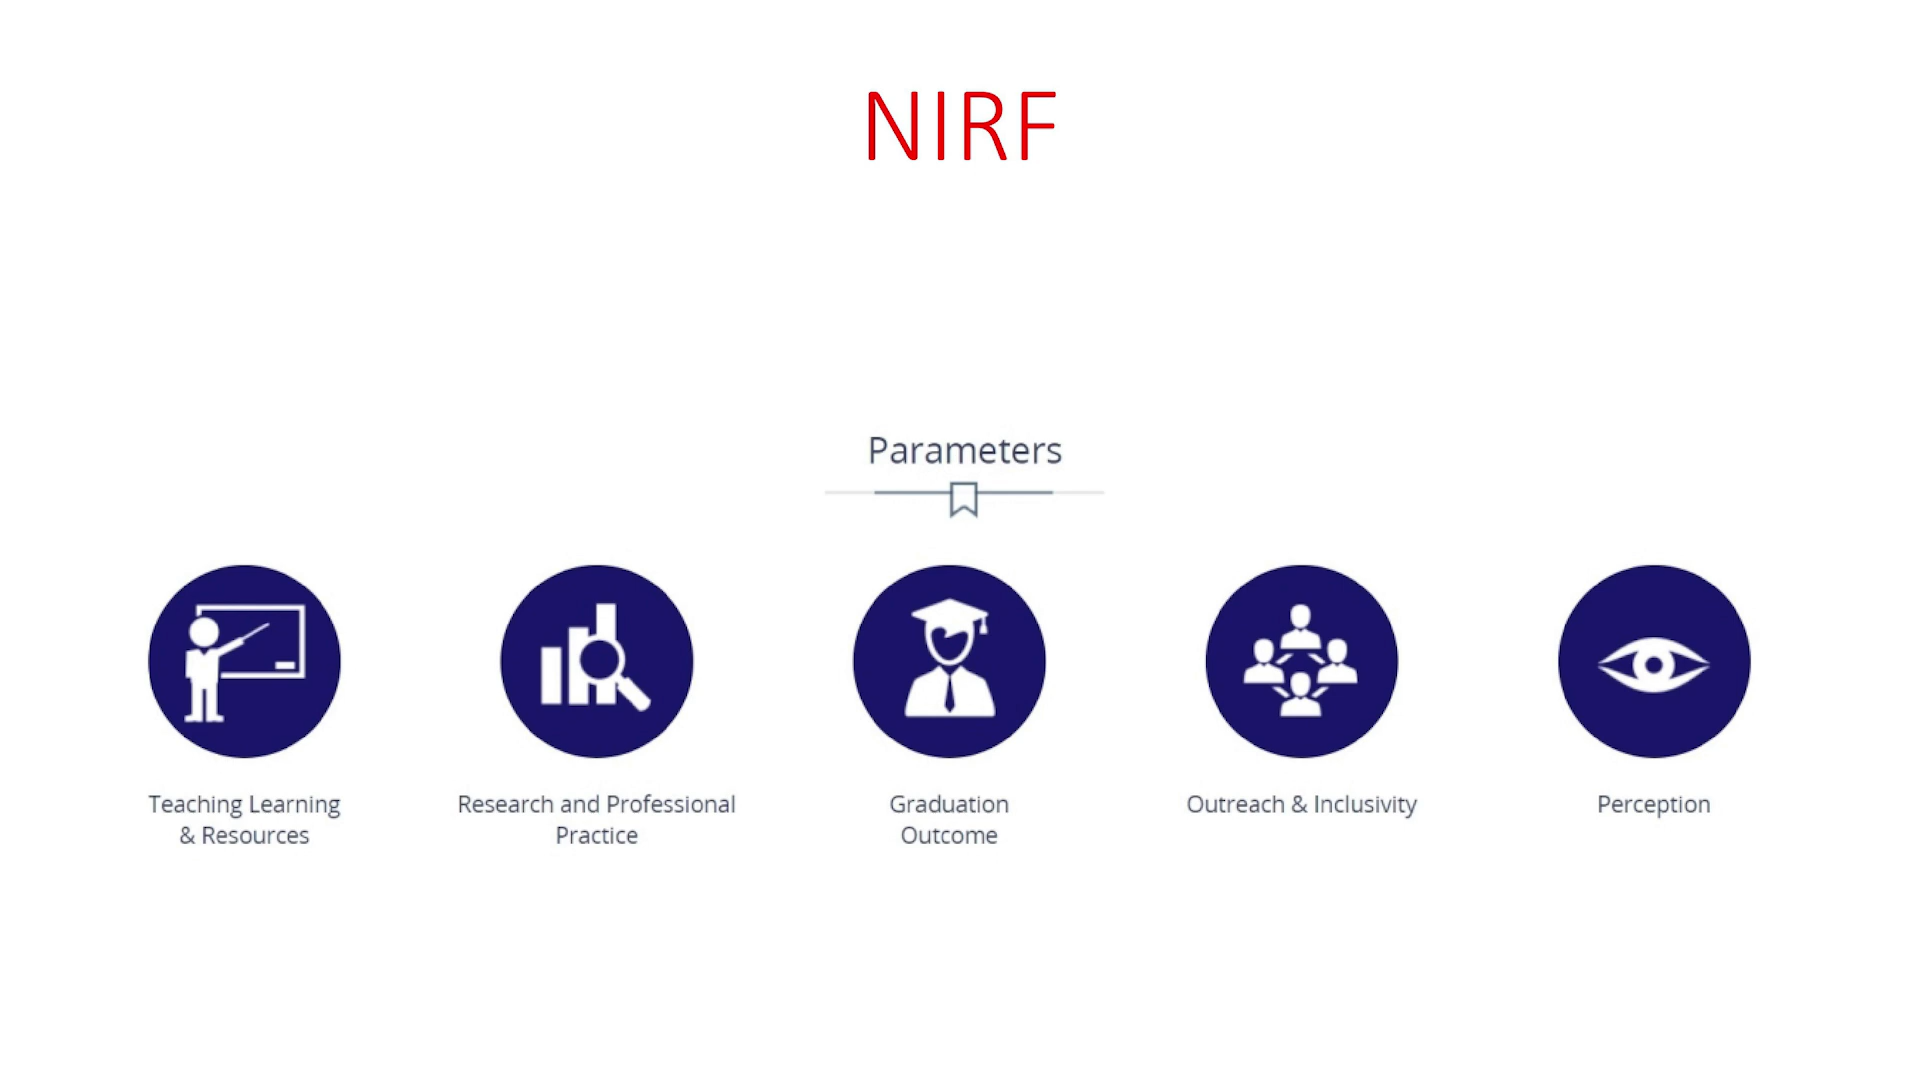 NIRF
Parameters
Teaching Learning
& Resources
Research and Professional
Practice
Graduation
Outcome
Outreach & Inclusivity
Perception